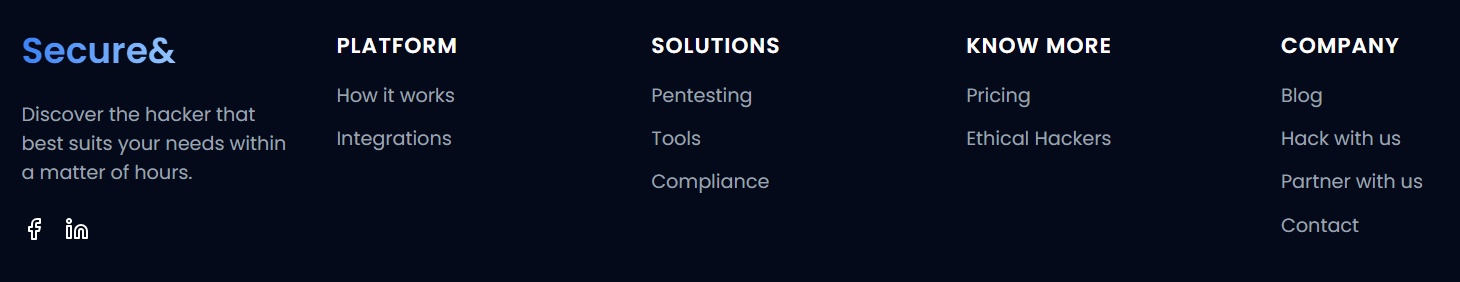 Secure&
Discover the hacker that
best suits your needs within
a matter of hours.
PLATFORM
How it works
Integrations
SOLUTIONS
Pentesting
Tools
Compliance
KNOW MORE
Pricing
Ethical Hackers
COMPANY
Blog
Hack with us
Partner with us
Contact